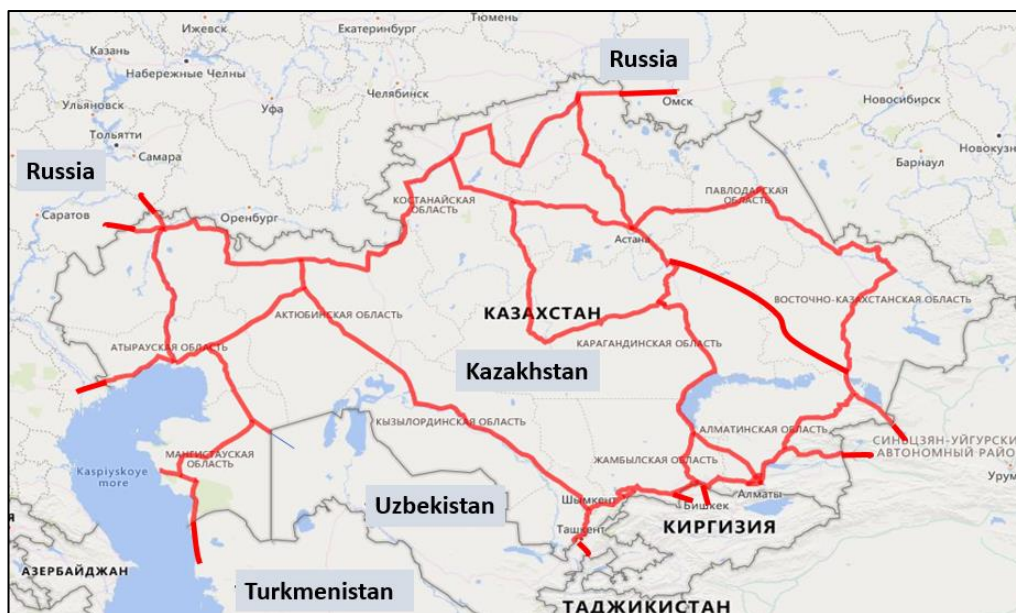 Тюмень
Ижевск
Екатеринбург
Казань
Набережные Челны
Челябинск
Russia
Омск
Новосибирск
Ульяновск
Уфа
Тольятти
Самара
Барнаул
Новокузн
Russia
Саратов
Оренбург
КОСТАНАЙСКАЯ
ОБЛАСТЬ
ПАВЛОДАРСКАЯ
ОБЛАСТЬ
Астана
ВОСТОЧНО-КАЗАХСТАНСКАЯ
ОБЛАСТЬ
КАЗАХСТАН
АКТЮБИНСКАЯ ОБЛАСТЬ
АТЫРАУСКАЯ ОБЛАСТЬ
КАРАГАНДИНСКАЯ ОБЛАСТЬ
Kazakhstan
КЫЗЫЛОРДИНСКАЯ ОБЛАСТЬ
АЛМАТИНСКАЯ
ОБЛАСТЬ
СИНЬЦЗЯН-УЙГУРСКИ
АВТОНОМНЫЙ РАЙО
МАНГИСТАУСКАЯ
ОБЛАСТЬ
ЖАМБЫЛСКАЯ
ОБЛАСТЬ
Kaspiyskoye
more
Урум
Uzbekistan
Шымкент
Алматы
Бишкек
Ташкент
КИРГИЗИЯ
АЗЕРБАЙДЖАН
Turkmenistan
ТАДЖИКИСТАН